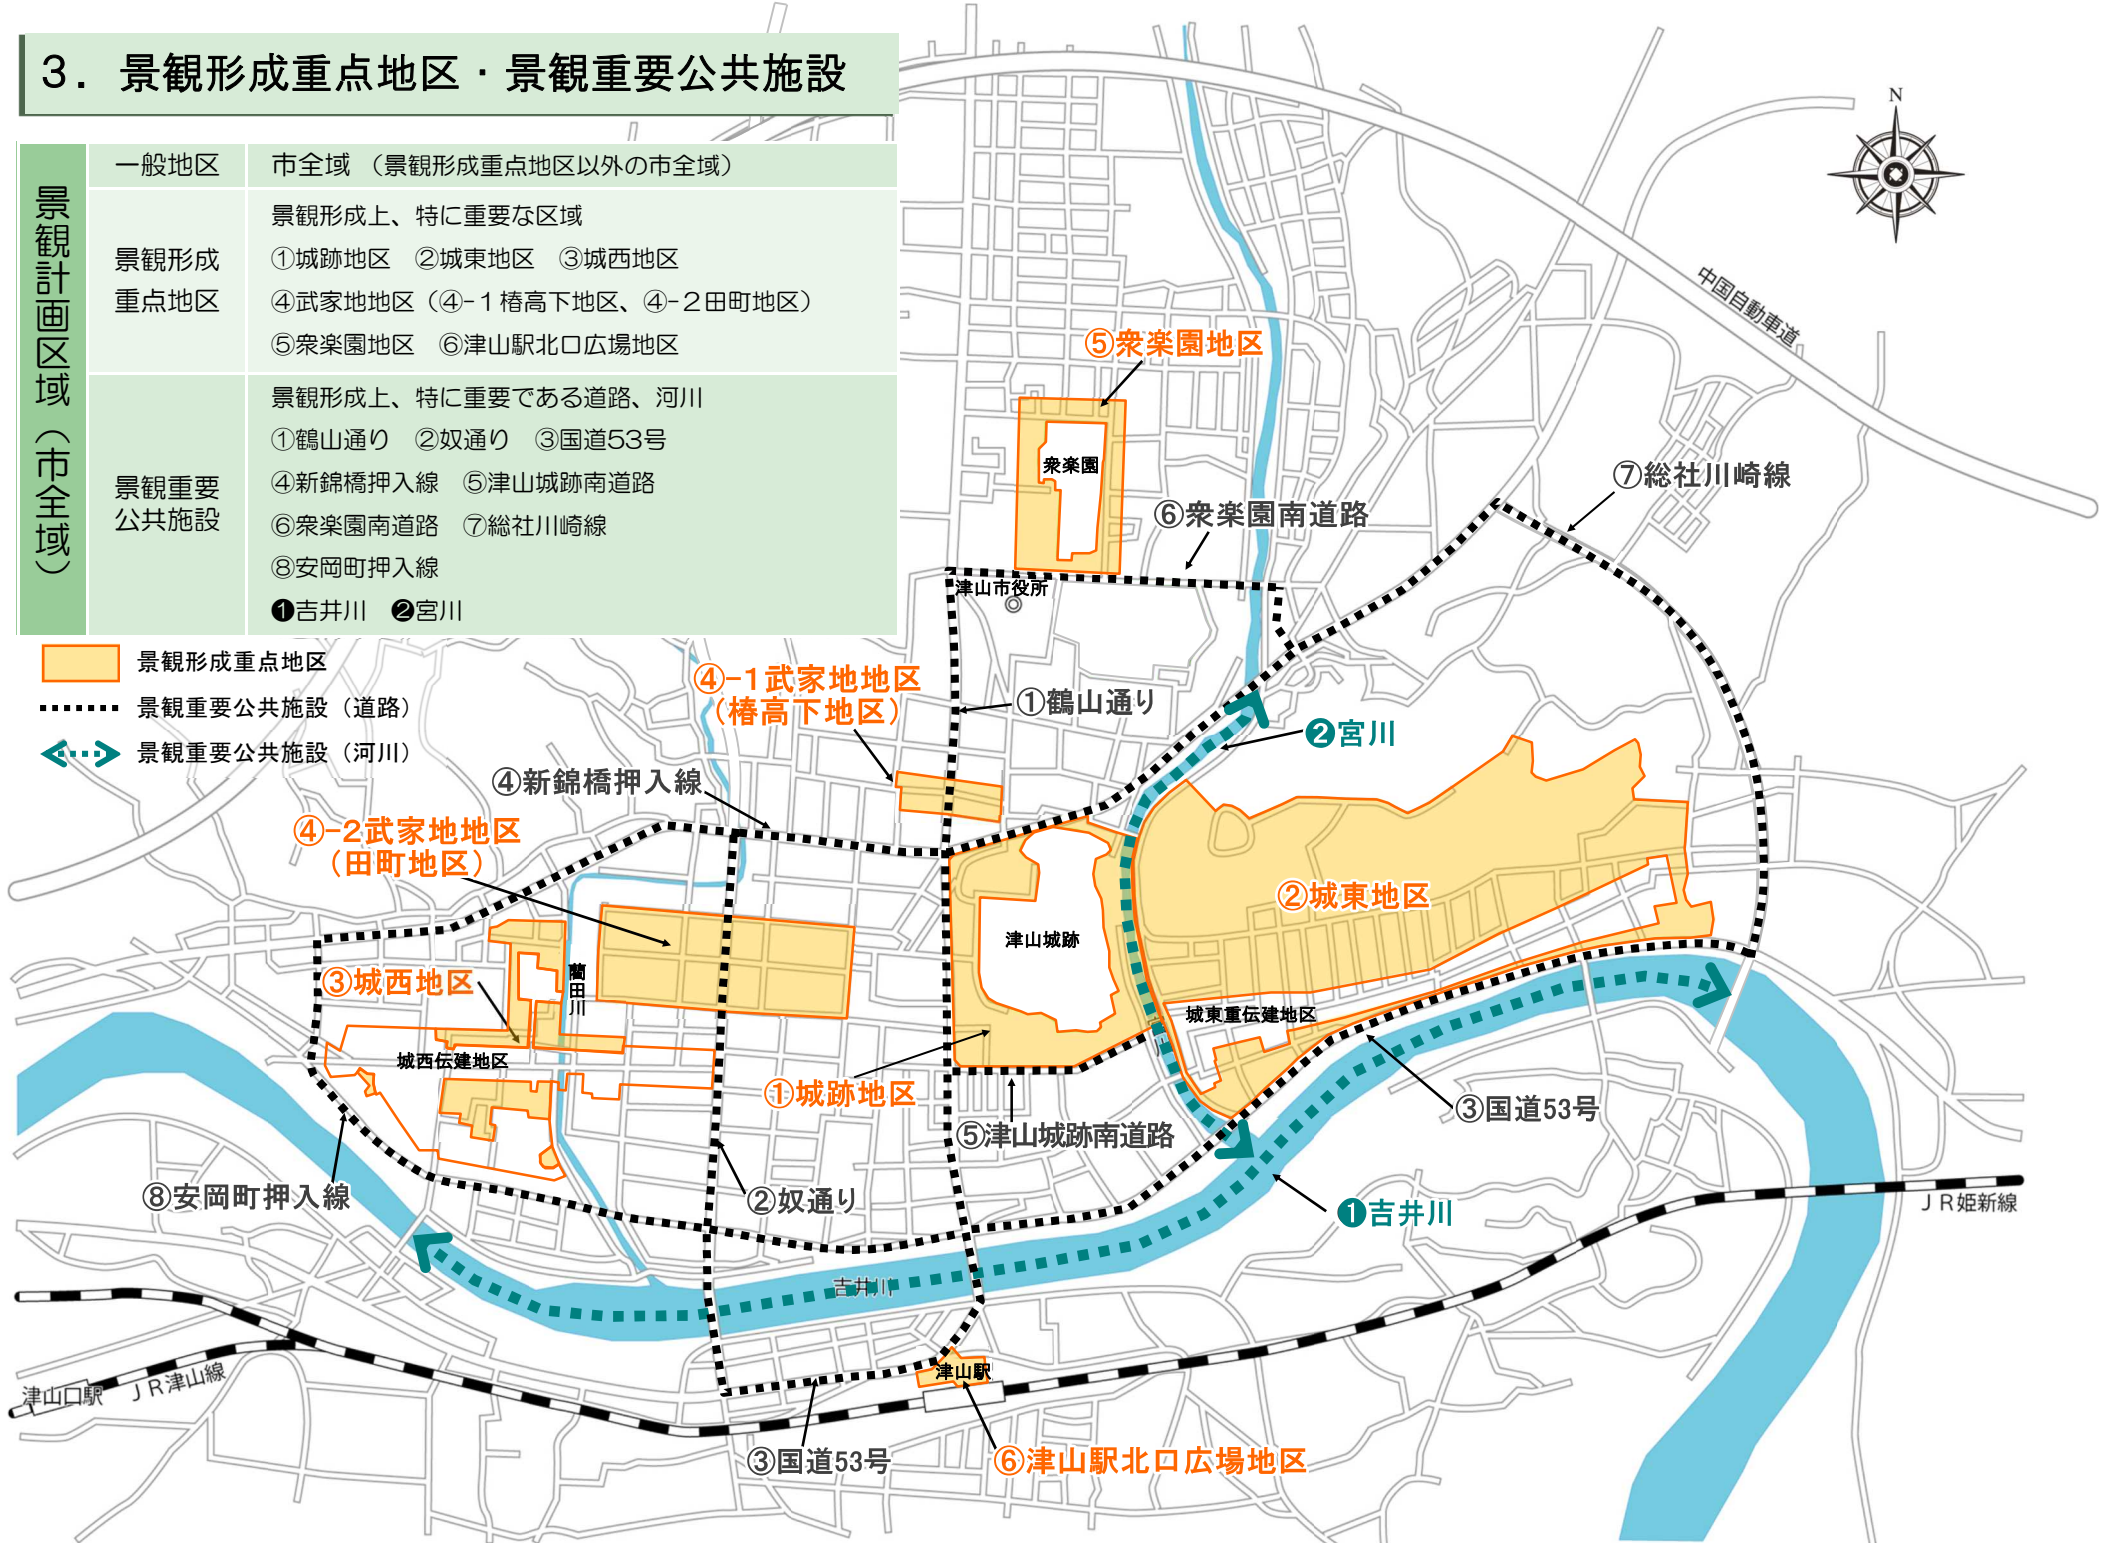 3. 景観形成重点地区・景観重要公共施設
景観計画区域（市全域）
一般地区
市全域 （景観形成重点地区以外の市全域）
景観形成
重点地区
景観形成上、特に重要な区域
①城跡地区 ②城東地区 ③城西地区
④武家地地区（④-1椿高下地区、④-2田町地区）
⑤衆楽園地区 ⑥津山駅北口広場地区
景観重要
公共施設
景観形成上、特に重要である道路、河川
①鶴山通り ②奴通り ③国道53号
④新錦橋押入線 ⑤津山城跡南道路
⑥衆楽園南道路 ⑦総社川崎線
⑧安岡町押入線
❶吉井川 ❷宮川
景観形成重点地区
景観重要公共施設（道路）
景観重要公共施設（河川）
N
中国自動車道
⑤衆楽園地区
衆楽園
⑦総社川崎線
⑥衆楽園南道路
津山市役所
④-1武家地地区
（椿高下地区）
①鶴山通り
❷宮川
④新錦橋押入線
④-2武家地地区
（田町地区）
②城東地区
津山城跡
③城西地区
藺田川
城東重伝建地区
城西伝建地区
①城跡地区
③国道53号
⑤津山城跡南道路
⑧安岡町押入線
②奴通り
❶吉井川
ＪＲ姫新線
吉井川
津山駅
津山口駅
ＪＲ津山線
③国道53号
⑥津山駅北口広場地区